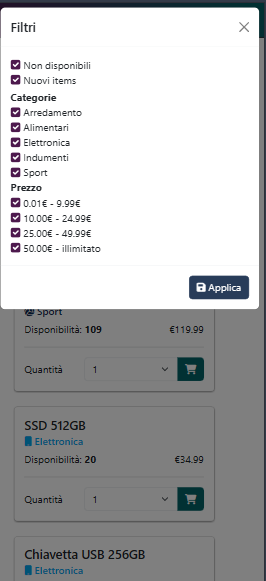 Filtri
Non disponibili
Nuovi items
Categorie
Arredamento
Alimentari
Elettronica
Indumenti
Sport
Prezzo
0.01€ - 9.99€
10.00€ - 24.99€
25.00€ - 49.99€
50.00€ - illimitato
Applica
Sport
Disponibilità: 109 €119.99
Quantità 1
SSD 512GB
Elettronica
Disponibilità: 20 €34.99
Quantità 1
Chiavetta USB 256GB
Elettronica